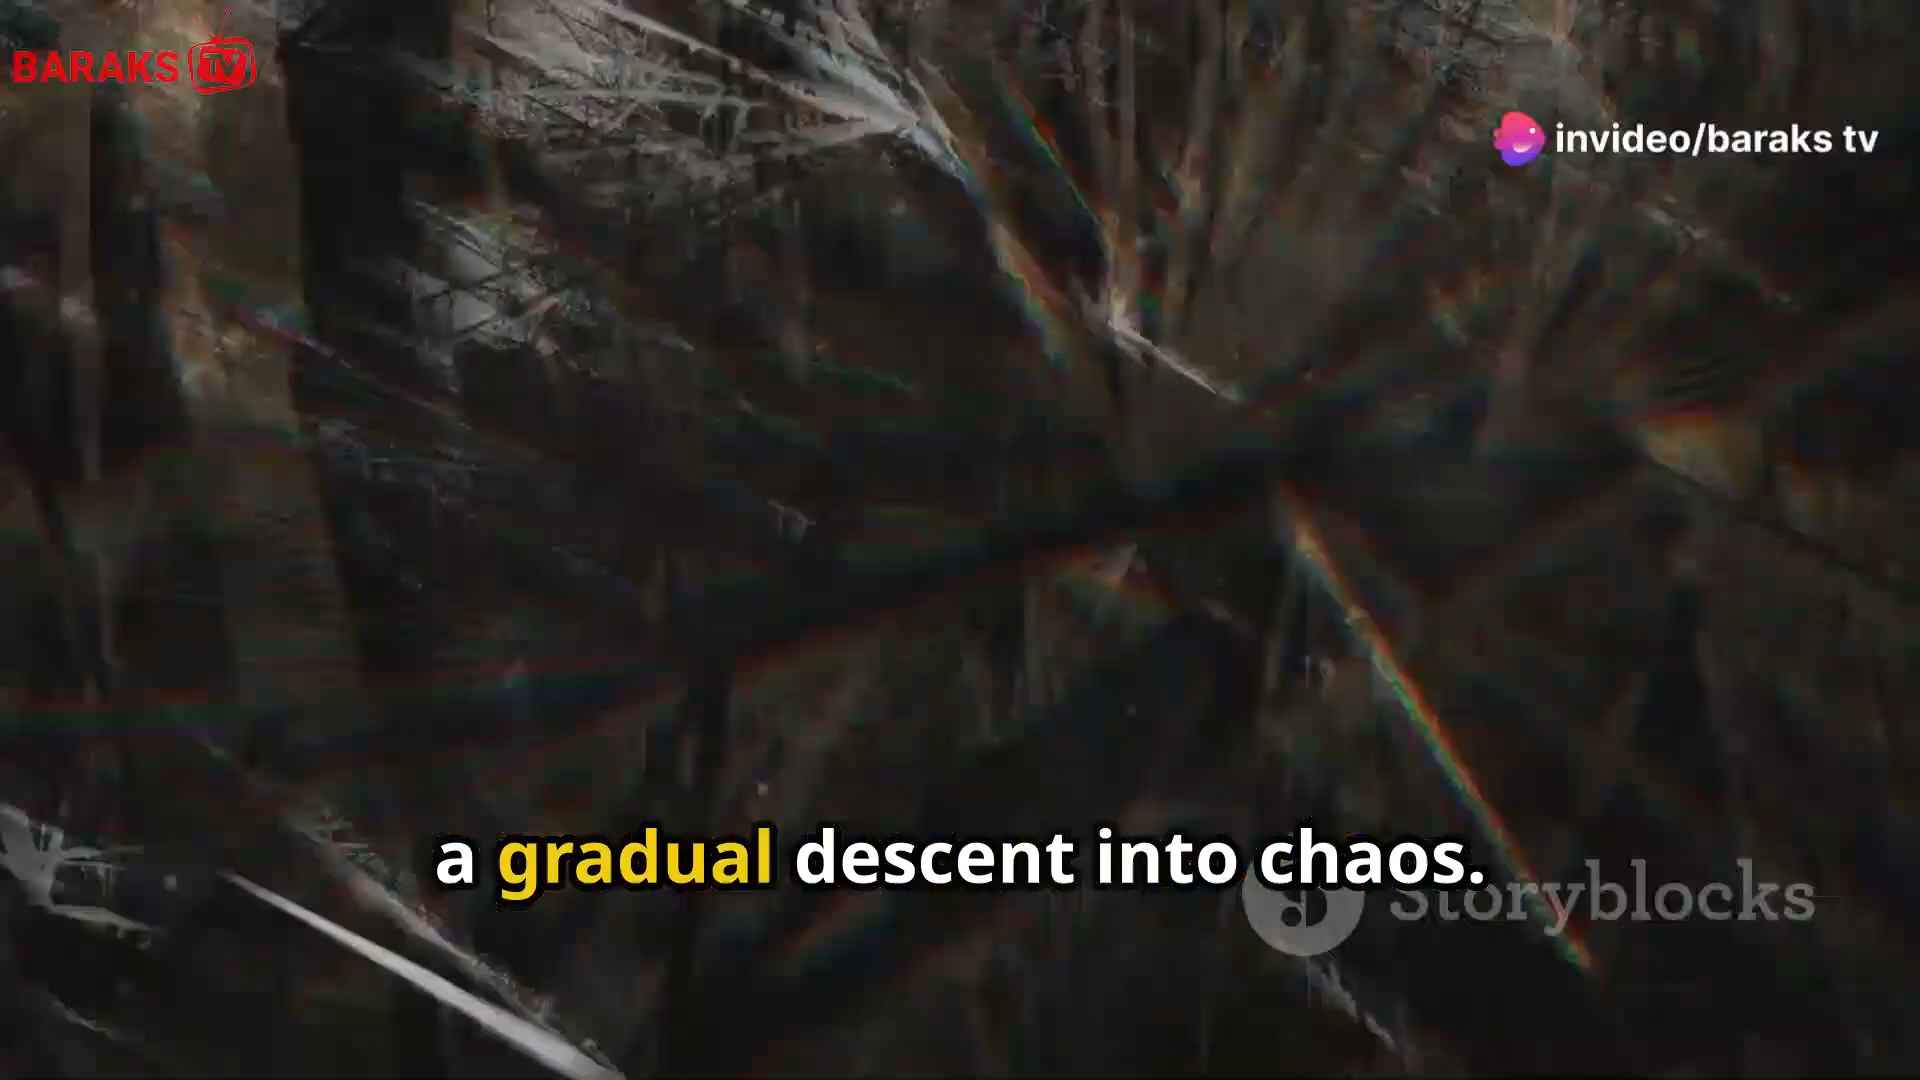 BARAKS TV
invideo/baraks tv
a gradual descent into chaos.
Storyblocks